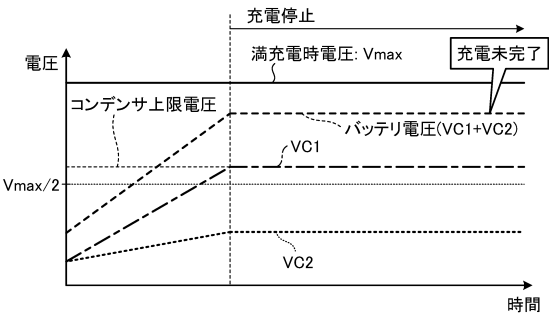 充電停止
電圧
満充電時電圧: Vmax
充電未完了
コンデンサ上限電圧
バッテリ電圧(VC1+VC2)
VC1
Vmax/2
VC2
時間